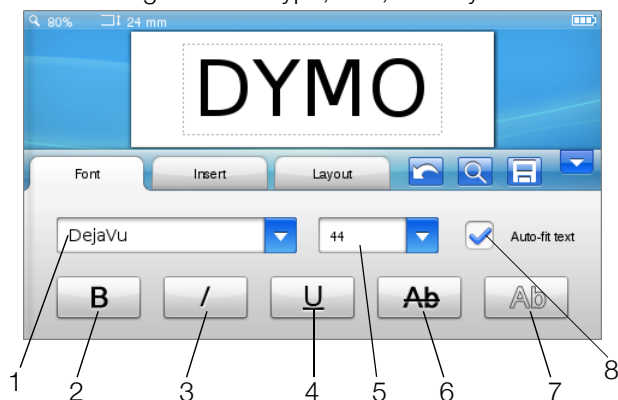 80% 24 mm
DYMO
Font Insert Layout
DejaVu 44 Auto-fit text
B I U Ab Ab
1 2 3 4 5 6 7 8